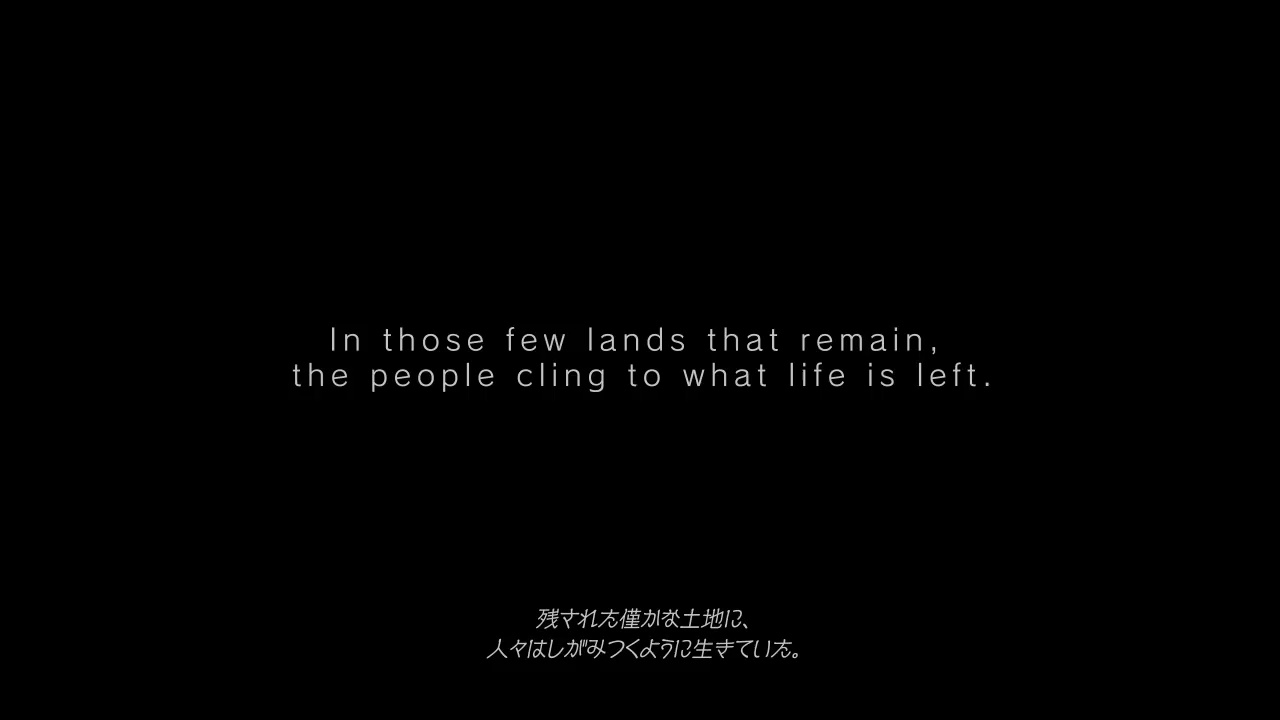 In those few lands that remain,
the people cling to what life is left.
残された僅かな土地に、
人々はしがみつくように生きていた。